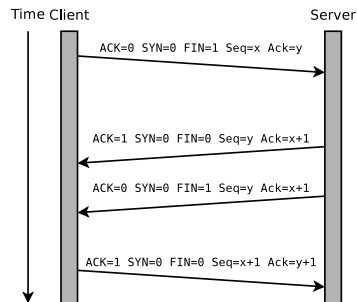 Time Client Server
ACK=0 SYN=0 FIN=1 Seq=x Ack=y
ACK=1 SYN=0 FIN=0 Seq=y Ack=x+1
ACK=0 SYN=0 FIN=1 Seq=y Ack=x+1
ACK=1 SYN=0 FIN=0 Seq=x+1 Ack=y+1